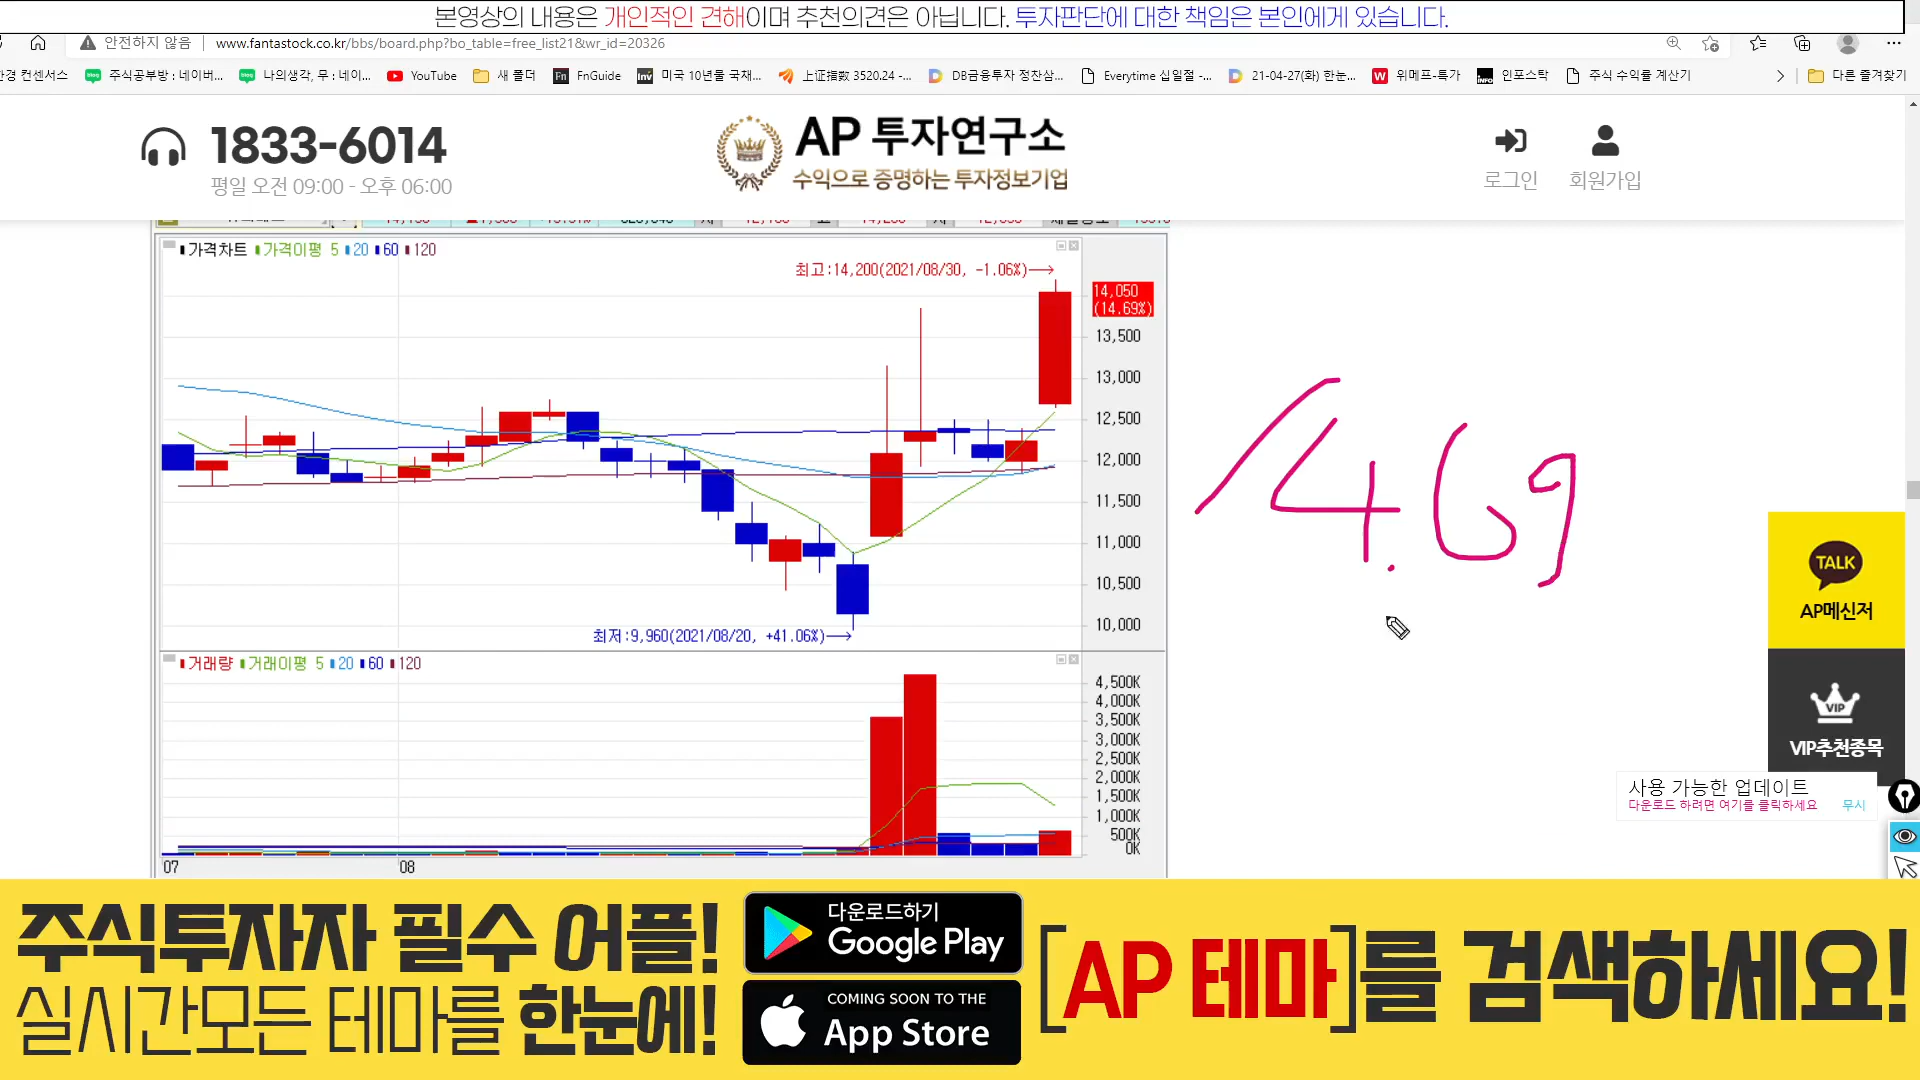 본영상의 내용은 개인적인 견해이며 추천의견은 아닙니다. 투자판단에 대한 책임은 본인에게 있습니다.
안전하지 않음 www.fantastock.co.kr/bbs/board.php?bo_table=free_list21&wr_id=20326
한경 컨센서스 주식공부방 : 네이버... 나의생각, 무 : 네이... YouTube 새 폴더 FnGuide 미국 10년물 국채... 上证指数 3520.24 -... DB금융투자 정찬삼... Everytime 십일절 -... 21-04-27(화) 한눈... 위메프-특가 인포스탁 주식 수익률 계산기 다른 즐겨찾기
1833-6014
평일 오전 09:00 - 오후 06:00
AP 투자연구소
수익으로 증명하는 투자정보기업
로그인 회원가입
가격차트 가격이평 5 20 60 120
최고:14,200(2021/08/30, -1.06%)
14,050
(14.69%)
13,500
13,000
12,500
12,000
11,500
11,000
10,500
10,000
최저:9,960(2021/08/20, +41.06%)
14.69
거래량 거래이평 5 20 60 120
4,500K
4,000K
3,500K
3,000K
2,500K
2,000K
1,500K
1,000K
500K
0K
07 08
TALK
AP메신저
VIP
VIP추천종목
사용 가능한 업데이트
다운로드 하려면 여기를 클릭하세요 무시
주식투자자 필수 어플!
실시간모든 테마를 한눈에!
다운로드하기
Google Play
COMING SOON TO THE
App Store
[AP 테마]를 검색하세요!